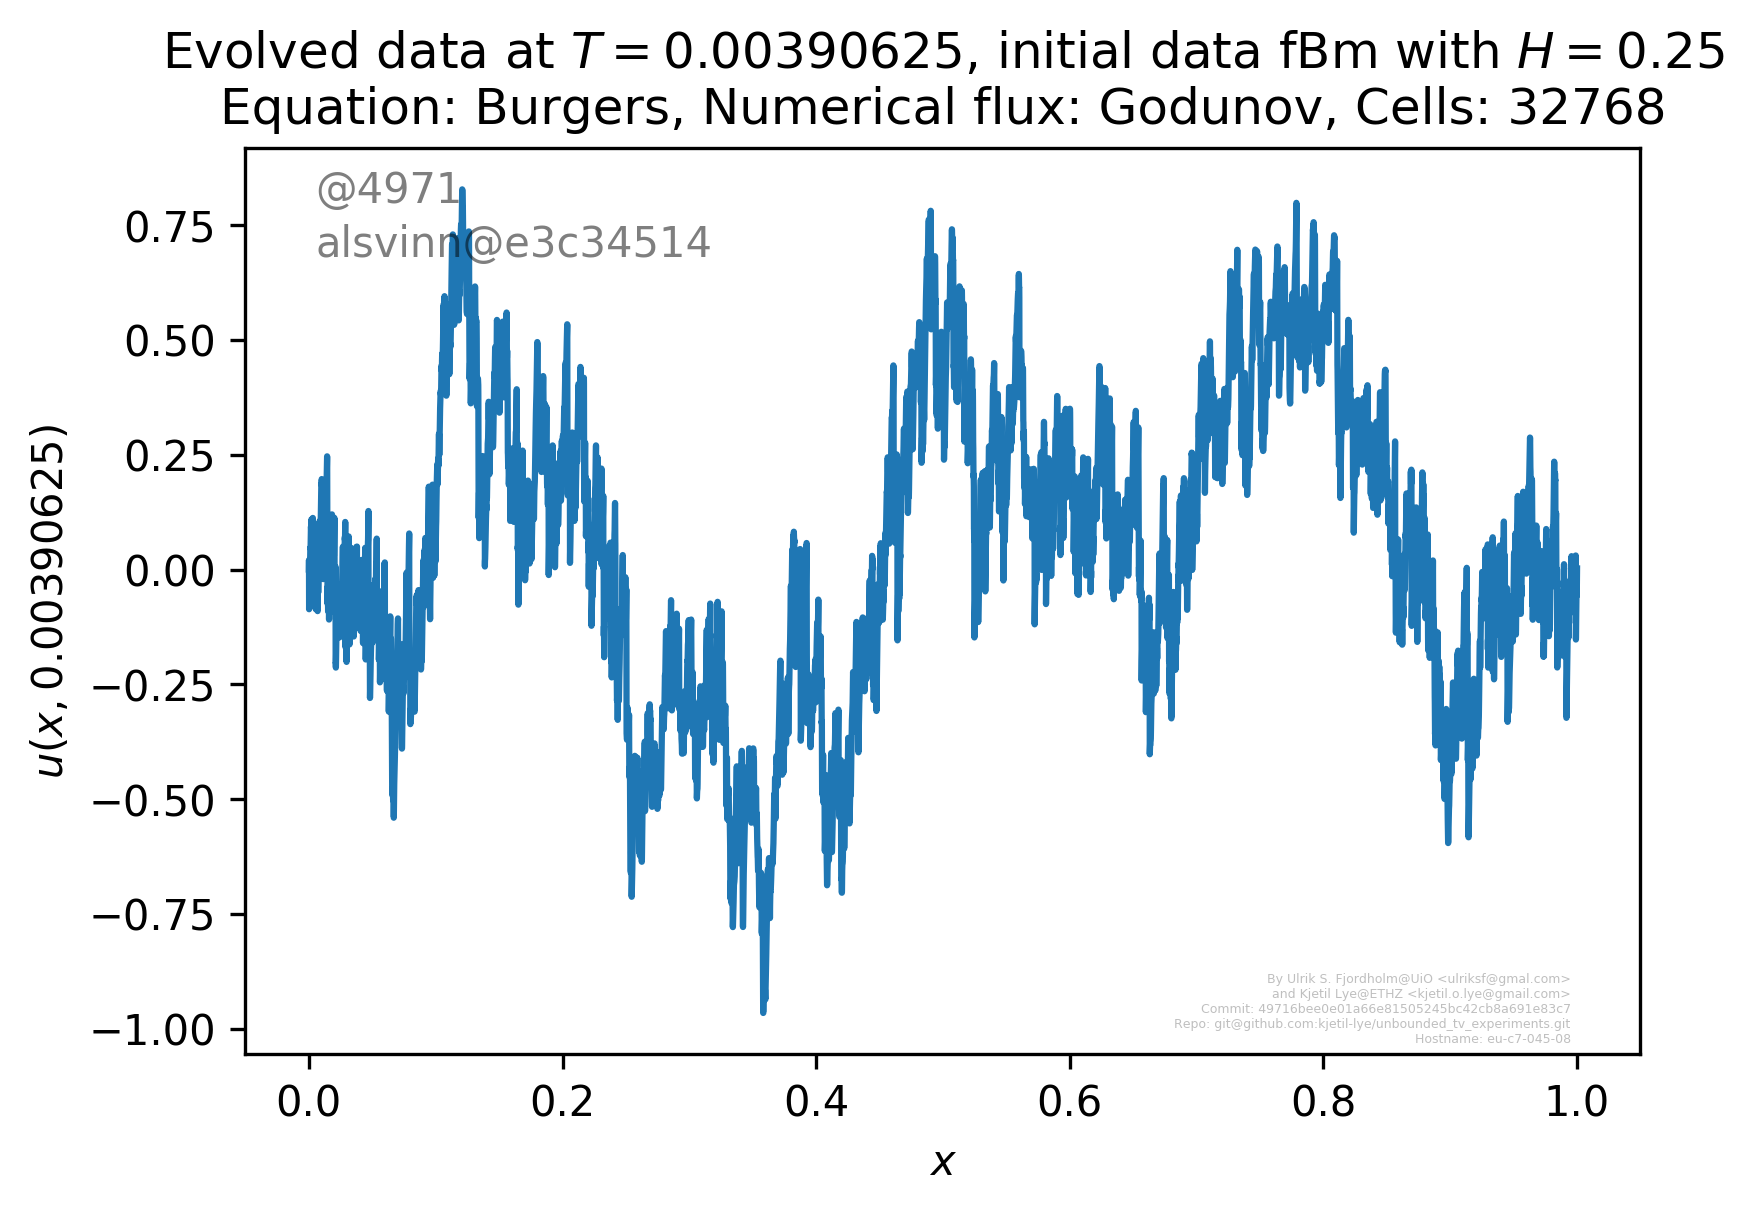 Evolved data at T = 0.00390625, initial data fBm with H = 0.25
Equation: Burgers, Numerical flux: Godunov, Cells: 32768
@4971
alsvinn@e3c34514
0.75
0.50
0.25
0.00
−0.25
−0.50
−0.75
−1.00
u(x, 0.00390625)
By Ulrik S. Fjordholm@UiO <ulriksf@gmal.com>
and Kjetil Lye@ETHZ <kjetil.o.lye@gmail.com>
Commit: 49716bee0e01a66e81505245bc42cb8a691e83c7
Repo: git@github.com:kjetil-lye/unbounded_tv_experiments.git
Hostname: eu-c7-045-08
0.0 0.2 0.4 0.6 0.8 1.0
x